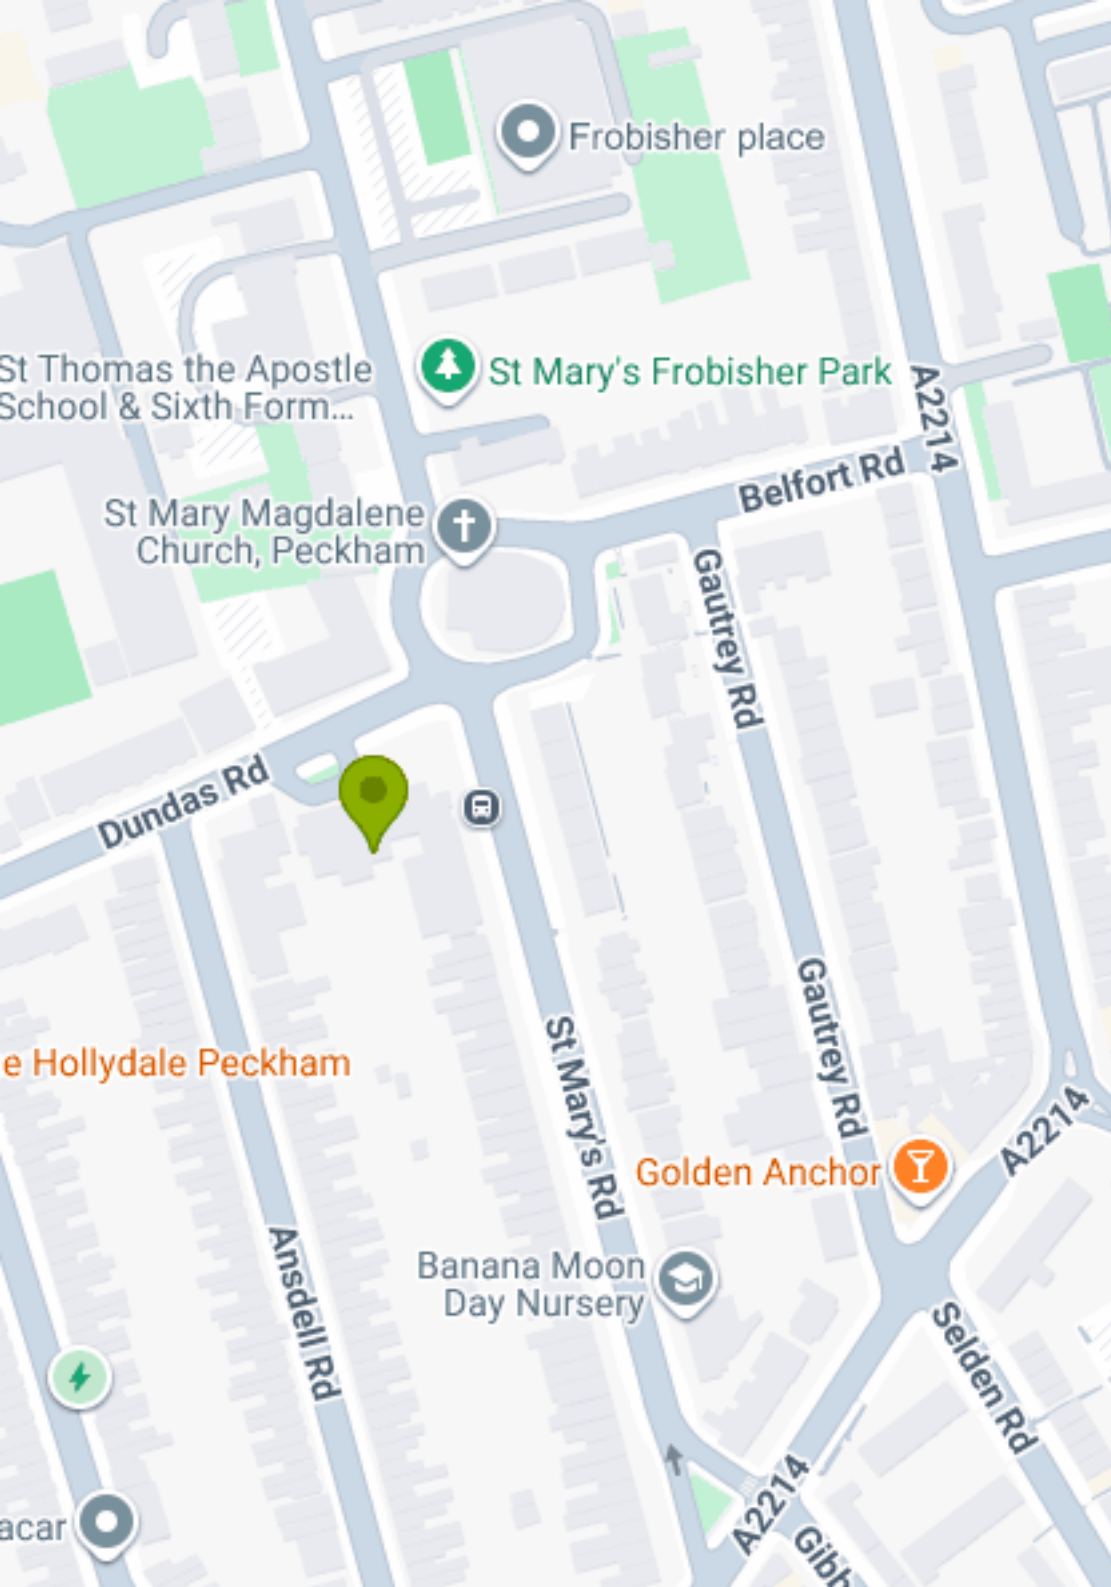 Frobisher place
St Thomas the Apostle
School & Sixth Form...
St Mary's Frobisher Park
A2214
Belfort Rd
St Mary Magdalene
Church, Peckham
Gautrey Rd
Dundas Rd
Gautrey Rd
e Hollydale Peckham
St Mary's Rd
A2214
Golden Anchor
Ansdell Rd
Banana Moon
Day Nursery
Selden Rd
acar
A2214
Gibb